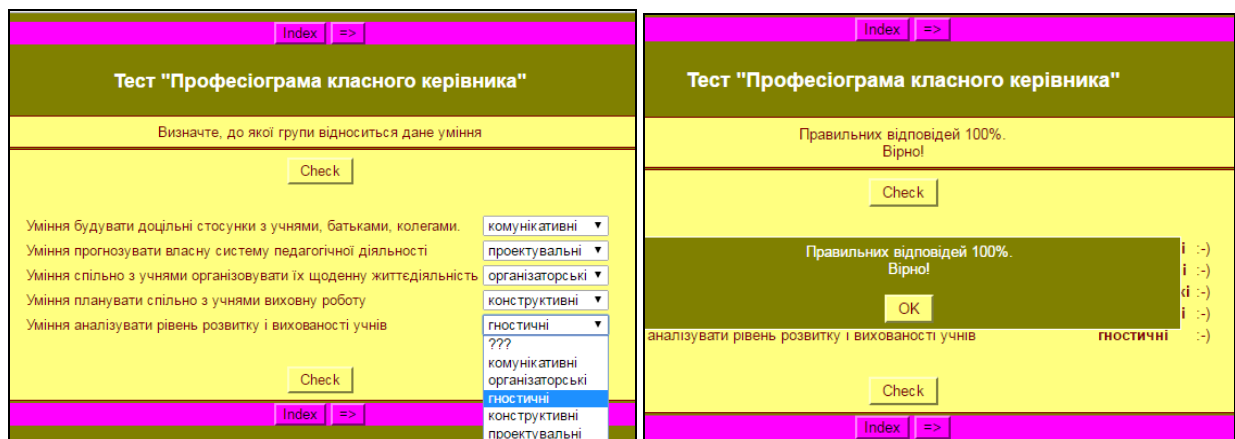 Index =>
Тест "Професіограма класного керівника"
Визначте, до якої групи відноситься дане уміння
Check
Уміння будувати доцільні стосунки з учнями, батьками, колегами. комунікативні
Уміння прогнозувати власну систему педагогічної діяльності проектувальні
Уміння спільно з учнями організовувати їх щоденну життєдіяльність організаторські
Уміння планувати спільно з учнями виховну роботу конструктивні
Уміння аналізувати рівень розвитку і вихованості учнів гностичні
???
комунікативні
організаторські
гностичні
конструктивні
проектувальні
Check
Index =>
Index =>
Тест "Професіограма класного керівника"
Правильних відповідей 100%.
Вірно!
Check
Правильних відповідей 100%.
Вірно!
OK
і :-)
і :-)
кі :-)
і :-)
аналізувати рівень розвитку і вихованості учнів гностичні :-)
Check
Index =>